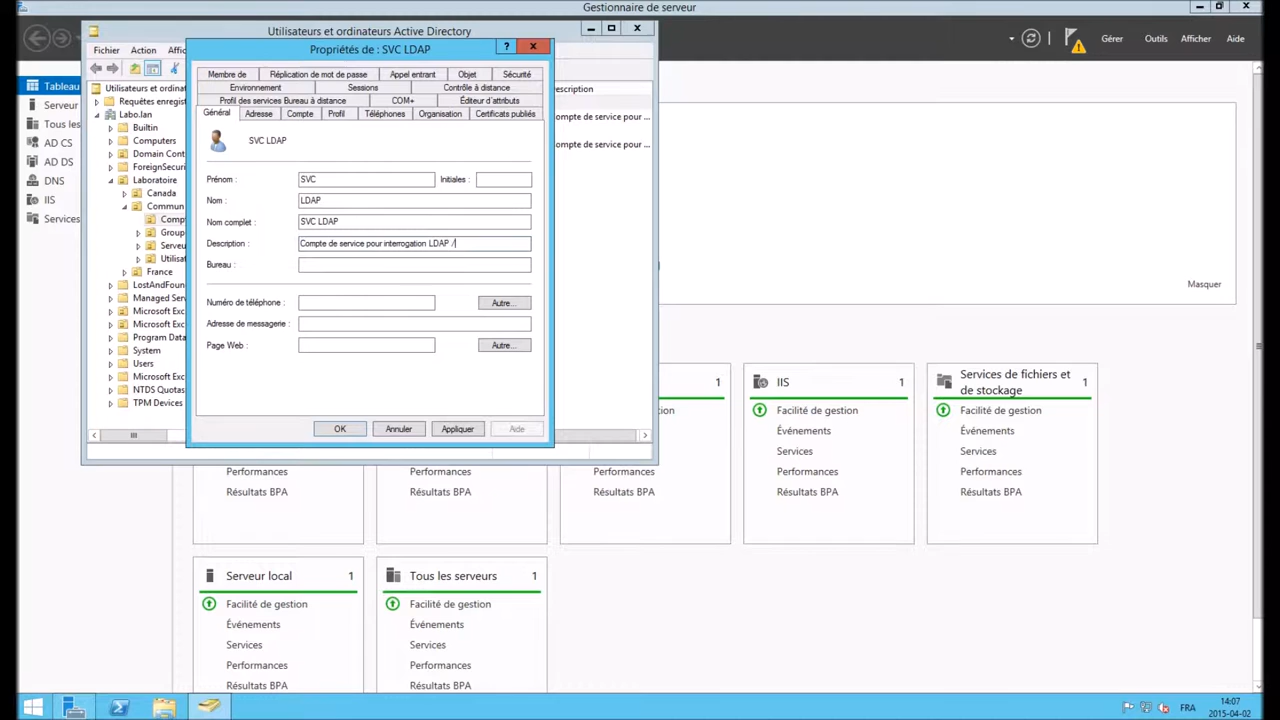 Gestionnaire de serveur
Utilisateurs et ordinateurs Active Directory
Gérer
Outils
Afficher
Aide
Fichier
Action
Propriétés de : SVC LDAP
?
Membre de
Réplication de mot de passe
Appel entrant
Objet
Sécurité
Environnement
Sessions
Contrôle à distance
Profil des services Bureau à distance
COM+
Éditeur d'attributs
Général
Adresse
Compte
Profil
Téléphones
Organisation
Certificats publiés
SVC LDAP
Prénom :
SVC
Initiales :
Nom :
LDAP
Nom complet :
SVC LDAP
Description :
Compte de service pour interrogation LDAP /
Bureau :
Numéro de téléphone :
Autre...
Adresse de messagerie :
Page Web :
Autre...
OK
Annuler
Appliquer
Aide
Tableau
Serveur
Tous les
AD CS
AD DS
DNS
IIS
Services
Utilisateurs et ordina
Requêtes enregis
Labo.lan
Builtin
Computers
Domain Cont
ForeignSecuri
Laboratoire
Canada
Commun
Comp
Group
Serveu
Utilisa
France
LostAndFoun
Managed Serv
Microsoft Exc
Microsoft Exc
Program Data
System
Users
Microsoft Exc
NTDS Quotas
TPM Devices
cription
ompte de service pour ...
ompte de service pour ...
Masquer
1
tion
Performances
Résultats BPA
Performances
Résultats BPA
Résultats BPA
IIS
1
Facilité de gestion
Événements
Services
Performances
Résultats BPA
Services de fichiers et
de stockage
1
Facilité de gestion
Événements
Services
Performances
Résultats BPA
Serveur local
1
Facilité de gestion
Événements
Services
Performances
Résultats BPA
Tous les serveurs
1
Facilité de gestion
Événements
Services
Performances
Résultats BPA
FRA
14:07
2015-04-02